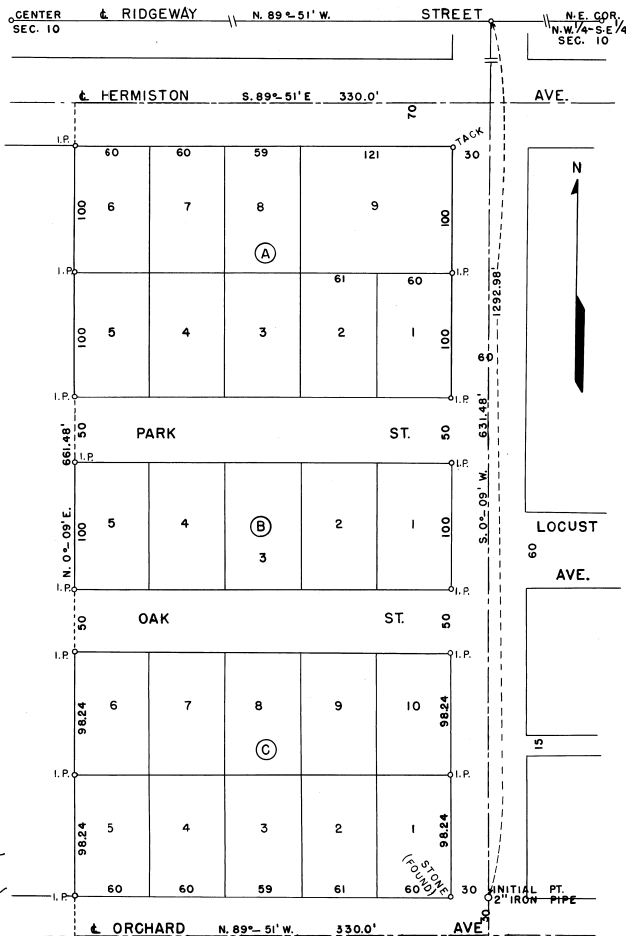 CENTER ℄ RIDGEWAY N. 89°-51' W. STREET N.E. COR.
SEC. 10 N.W. 1/4-S.E 1/4
SEC. 10
℄ HERMISTON S. 89°-51' E 330.0' AVE.
70
I.P. TACK
60 60 59 121 30
N
100 6 7 8 9 100
A
I.P. I.P.
61 60
1292.98'
100 5 4 3 2 1 100
60
I.P. I.P.
661.48' 50 PARK ST. 50 631.48'
I.P. I.P.
N. 0°-09' E. 100 5 4 B 2 1 100 S. 0°-09' W.
3
LOCUST
60
AVE.
I.P. I.P.
50 OAK ST. 50
I.P. I.P.
98.24 6 7 8 9 10 98.24
C
15
I.P. I.P.
98.24 5 4 3 2 1 98.24
STONE
(FOUND)
60 60 59 61 60 30 INITIAL PT.
I.P. 2" IRON PIPE
30
℄ ORCHARD N. 89°-51' W. 330.0' AVE